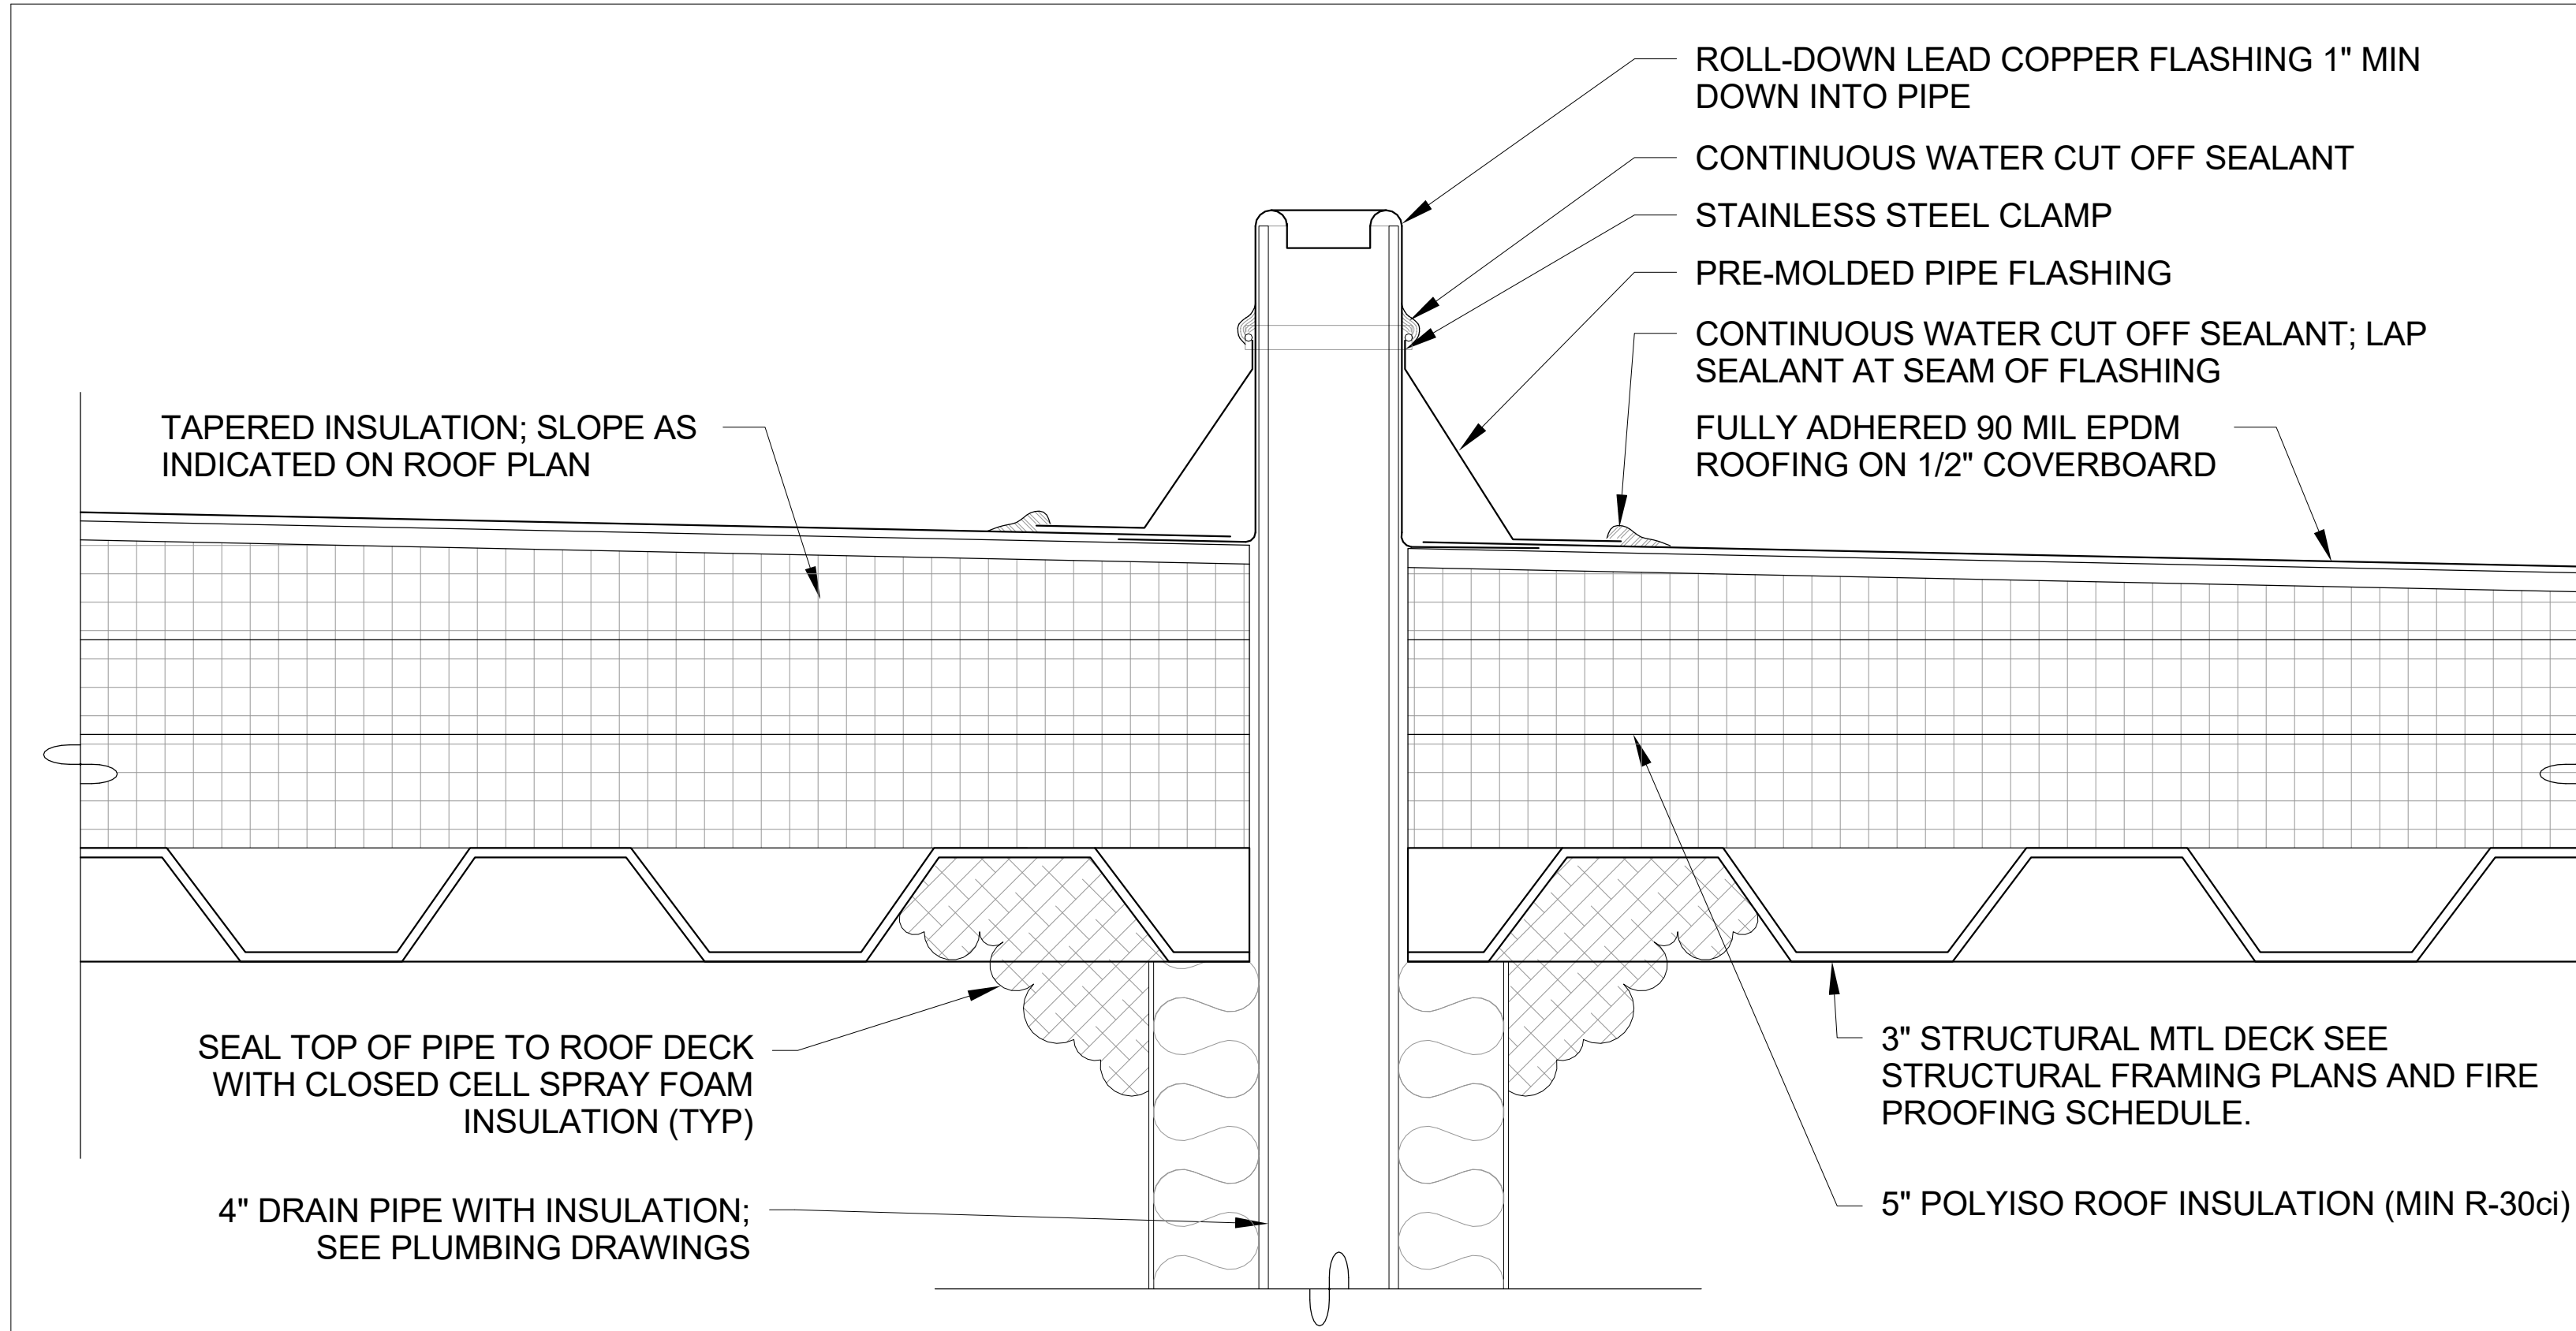 ROLL-DOWN LEAD COPPER FLASHING 1" MIN
DOWN INTO PIPE
CONTINUOUS WATER CUT OFF SEALANT
STAINLESS STEEL CLAMP
PRE-MOLDED PIPE FLASHING
CONTINUOUS WATER CUT OFF SEALANT; LAP
SEALANT AT SEAM OF FLASHING
TAPERED INSULATION; SLOPE AS
INDICATED ON ROOF PLAN
FULLY ADHERED 90 MIL EPDM
ROOFING ON 1/2" COVERBOARD
SEAL TOP OF PIPE TO ROOF DECK
WITH CLOSED CELL SPRAY FOAM
INSULATION (TYP)
3" STRUCTURAL MTL DECK SEE
STRUCTURAL FRAMING PLANS AND FIRE
PROOFING SCHEDULE.
4" DRAIN PIPE WITH INSULATION;
SEE PLUMBING DRAWINGS
5" POLYISO ROOF INSULATION (MIN R-30ci)